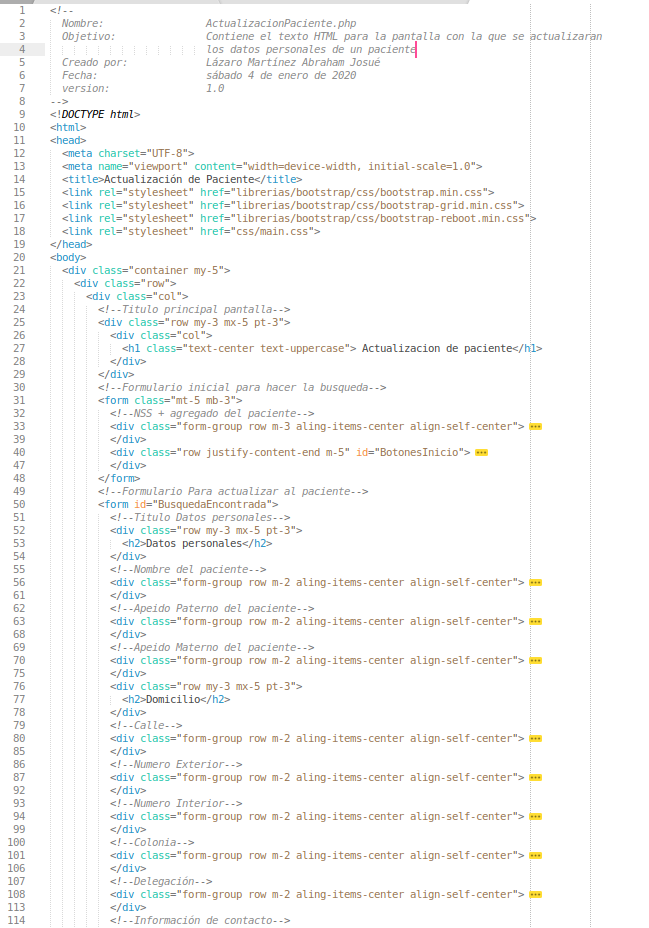 1 <!--
2 Nombre: ActualizacionPaciente.php
3 Objetivo: Contiene el texto HTML para la pantalla con la que se actualizaran
4 los datos personales de un paciente
5 Creado por: Lázaro Martínez Abraham Josué
6 Fecha: sábado 4 de enero de 2020
7 version: 1.0
8 -->
9 <!DOCTYPE html>
10 <html>
11 <head>
12 <meta charset="UTF-8">
13 <meta name="viewport" content="width=device-width, initial-scale=1.0">
14 <title>Actualización de Paciente</title>
15 <link rel="stylesheet" href="librerias/bootstrap/css/bootstrap.min.css">
16 <link rel="stylesheet" href="librerias/bootstrap/css/bootstrap-grid.min.css">
17 <link rel="stylesheet" href="librerias/bootstrap/css/bootstrap-reboot.min.css">
18 <link rel="stylesheet" href="css/main.css">
19 </head>
20 <body>
21 <div class="container my-5">
22 <div class="row">
23 <div class="col">
24 <!--Titulo principal pantalla-->
25 <div class="row my-3 mx-5 pt-3">
26 <div class="col">
27 <h1 class="text-center text-uppercase"> Actualizacion de paciente</h1>
28 </div>
29 </div>
30 <!--Formulario inicial para hacer la busqueda-->
31 <form class="mt-5 mb-3">
32 <!--NSS + agregado del paciente-->
33 <div class="form-group row m-3 aling-items-center align-self-center">
39 </div>
40 <div class="row justify-content-end m-5" id="BotonesInicio">
47 </div>
48 </form>
49 <!--Formulario Para actualizar al paciente-->
50 <form id="BusquedaEncontrada">
51 <!--Titulo Datos personales-->
52 <div class="row my-3 mx-5 pt-3">
53 <h2>Datos personales</h2>
54 </div>
55 <!--Nombre del paciente-->
56 <div class="form-group row m-2 aling-items-center align-self-center">
61 </div>
62 <!--Apeido Paterno del paciente-->
63 <div class="form-group row m-2 aling-items-center align-self-center">
68 </div>
69 <!--Apeido Materno del paciente-->
70 <div class="form-group row m-2 aling-items-center align-self-center">
75 </div>
76 <div class="row my-3 mx-5 pt-3">
77 <h2>Domicilio</h2>
78 </div>
79 <!--Calle-->
80 <div class="form-group row m-2 aling-items-center align-self-center">
85 </div>
86 <!--Numero Exterior-->
87 <div class="form-group row m-2 aling-items-center align-self-center">
92 </div>
93 <!--Numero Interior-->
94 <div class="form-group row m-2 aling-items-center align-self-center">
99 </div>
100 <!--Colonia-->
101 <div class="form-group row m-2 aling-items-center align-self-center">
106 </div>
107 <!--Delegación-->
108 <div class="form-group row m-2 aling-items-center align-self-center">
113 </div>
114 <!--Información de contacto-->